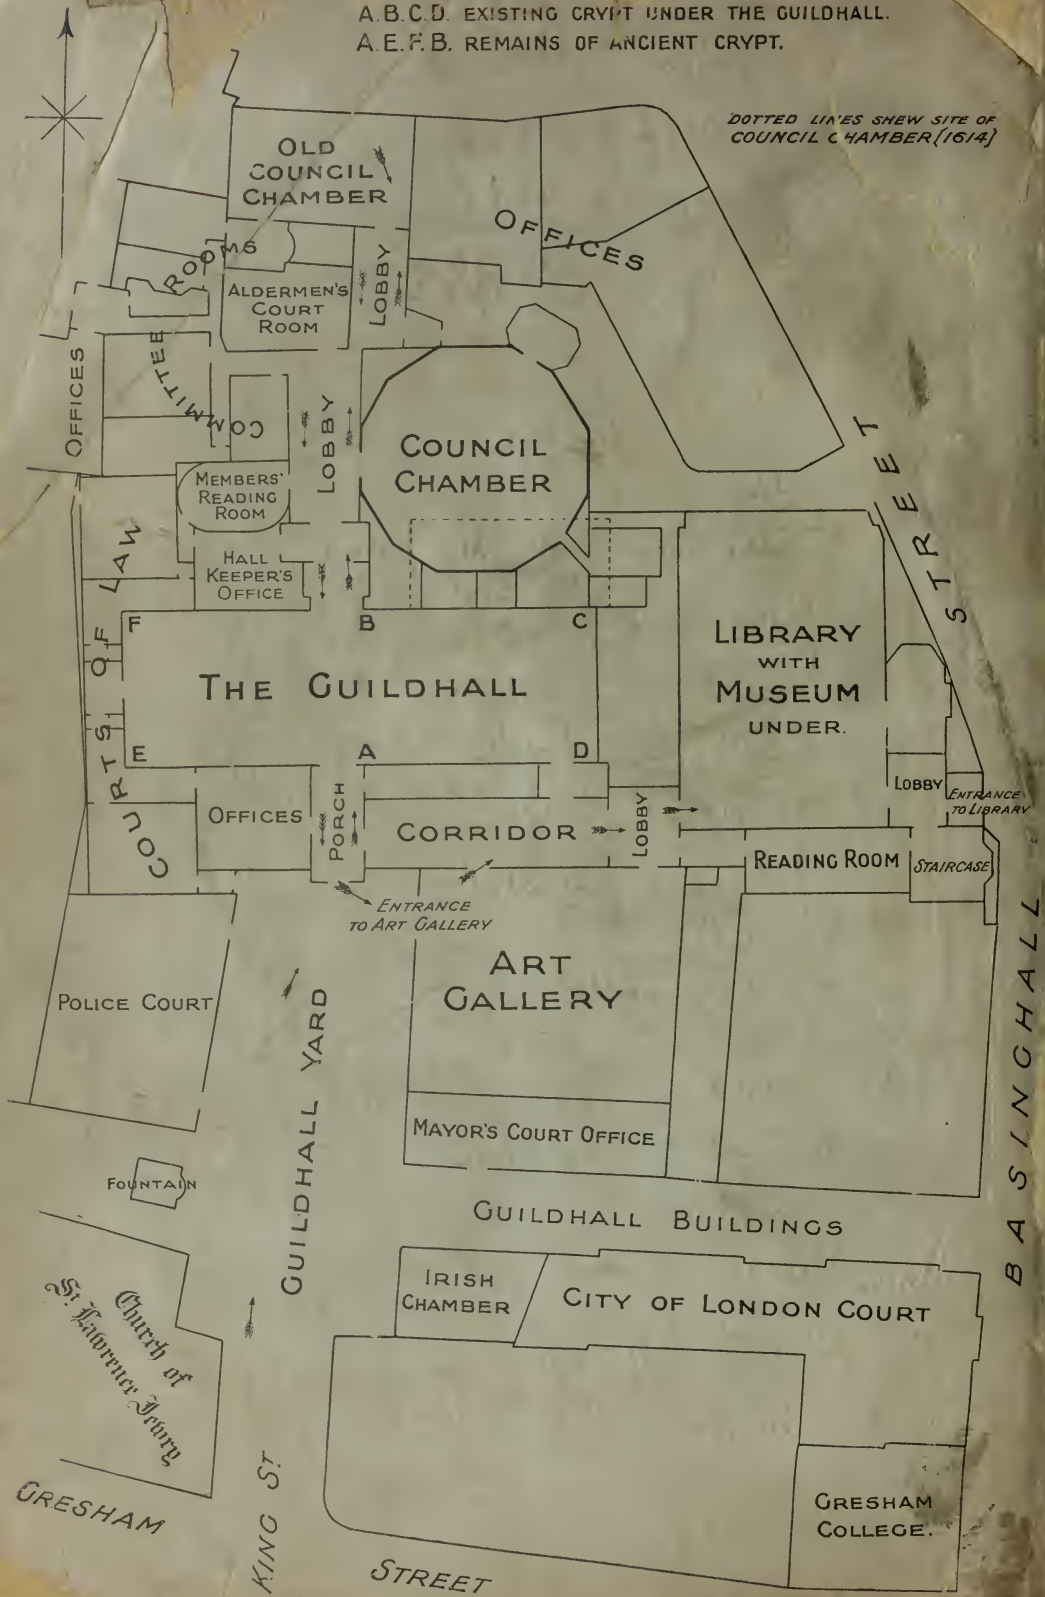 A.B.C.D. EXISTING CRYPT UNDER THE GUILDHALL.
A.E.F.B. REMAINS OF ANCIENT CRYPT.
DOTTED LINES SHEW SITE OF
COUNCIL CHAMBER [1614]
OLD
COUNCIL
CHAMBER
OFFICES
COMMITTEE ROOMS
LOBBY
ALDERMEN'S
COURT
ROOM
OFFICES
LOBBY
COUNCIL
CHAMBER
MEMBERS'
READING
ROOM
HALL
KEEPER'S
OFFICE
COURTS OF LAW
F
B
C
THE GUILDHALL
E
A
D
LIBRARY
WITH
MUSEUM
UNDER.
LOBBY
ENTRANCE
TO LIBRARY
OFFICES
PORCH
CORRIDOR
LOBBY
READING ROOM
STAIRCASE
ENTRANCE
TO ART GALLERY
ART
GALLERY
POLICE COURT
GUILDHALL YARD
MAYOR'S COURT OFFICE
FOUNTAIN
GUILDHALL BUILDINGS
IRISH
CHAMBER
CITY OF LONDON COURT
Church of
St. Lawrence Jewry
BASINGHALL STREET
GRESHAM
COLLEGE.
KING ST.
GRESHAM STREET